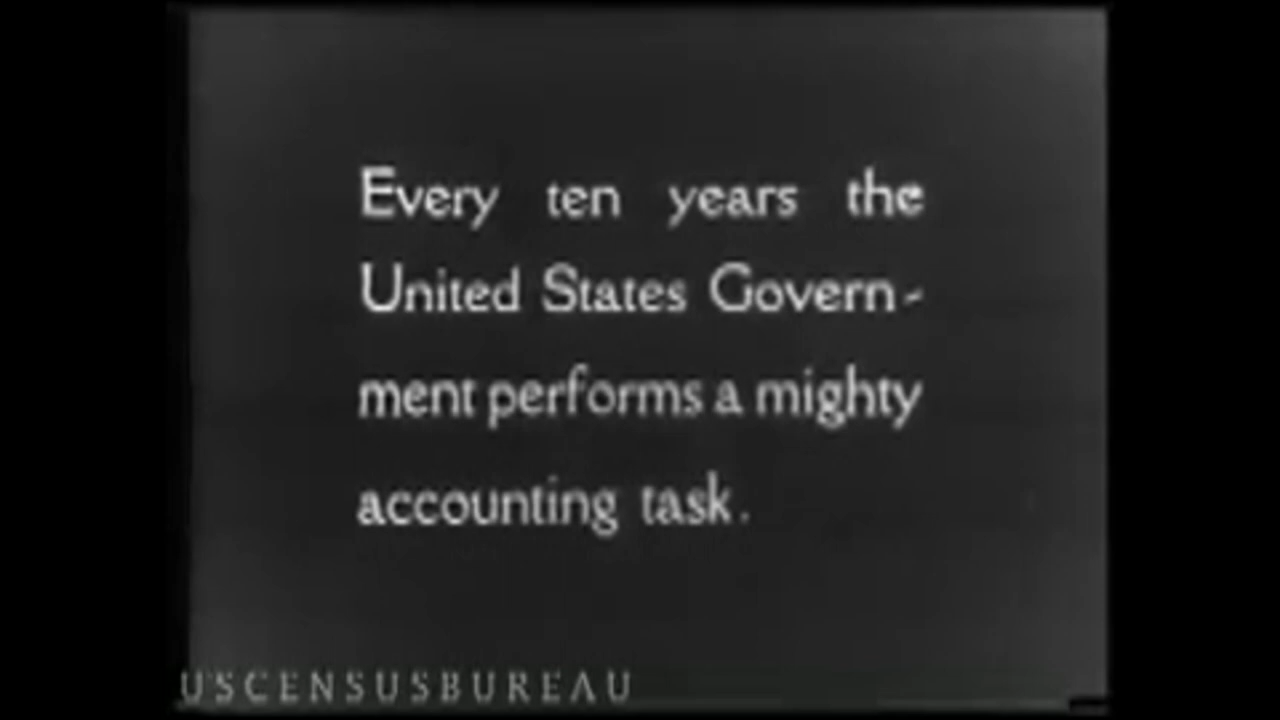 Every ten years the
United States Govern-
ment performs a mighty
accounting task.
USCENSUSBUREAU